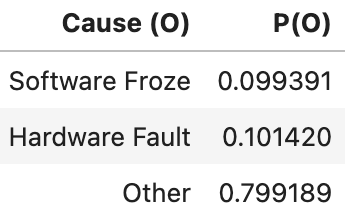 Cause (O) P(O)
Software Froze 0.099391
Hardware Fault 0.101420
Other 0.799189